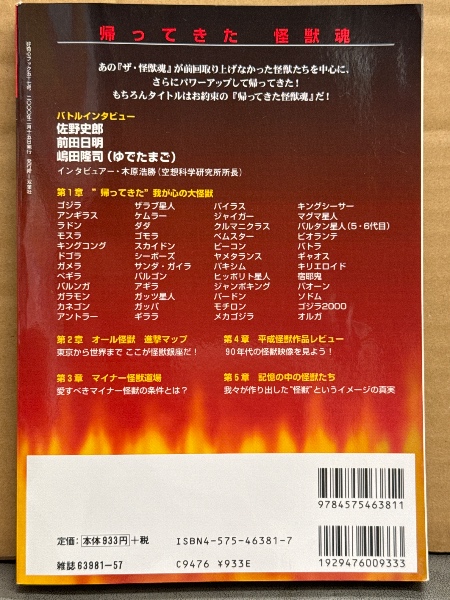 帰ってきた 怪獣魂
あの『ザ・怪獣魂』が前回取り上げなかった怪獣たちを中心に、
さらにパワーアップして帰ってきた！
もちろんタイトルはお約束の『帰ってきた怪獣魂』だ！
バトルインタビュー
佐野史郎
前田日明
嶋田隆司（ゆでたまご）
インタビュアー・木原浩勝（空想科学研究所所長）
第1章 “帰ってきた”我が心の大怪獣
ゴジラ
アンギラス
ラドン
モスラ
キングコング
ドゴラ
ガメラ
ペギラ
バルンガ
ガラモン
カネゴン
アントラー
ザラブ星人
ケムラー
ダダ
ゴモラ
スカイドン
シーボーズ
サンダ・ガイラ
バルゴン
アギラ
ガッツ星人
ガッパ
ギララ
バイラス
ジャイガー
クルマニクラス
ベムスター
ビーコン
ヤメタランス
バキシム
ヒッポリト星人
ジャンボキング
バードン
モチロン
メカゴジラ
キングシーサー
マグマ星人
バルタン星人（5・6代目）
ビオランテ
バトラ
ギャオス
キリエロイド
宿那鬼
バオーン
ソドム
ゴジラ2000
オルガ
第2章 オール怪獣 進撃マップ
東京から世界まで ここが怪獣銀座だ！
第3章 マイナー怪獣道場
愛すべきマイナー怪獣の条件とは？
第4章 平成怪獣作品レビュー
90年代の怪獣映像を見よう！
第5章 記憶の中の怪獣たち
我々が作り出した“怪獣”というイメージの真実
9784575463811
定価：本体933円＋税
ISBN4-575-46381-7
雑誌 63981-57
C9476 ¥933E
1929476009333